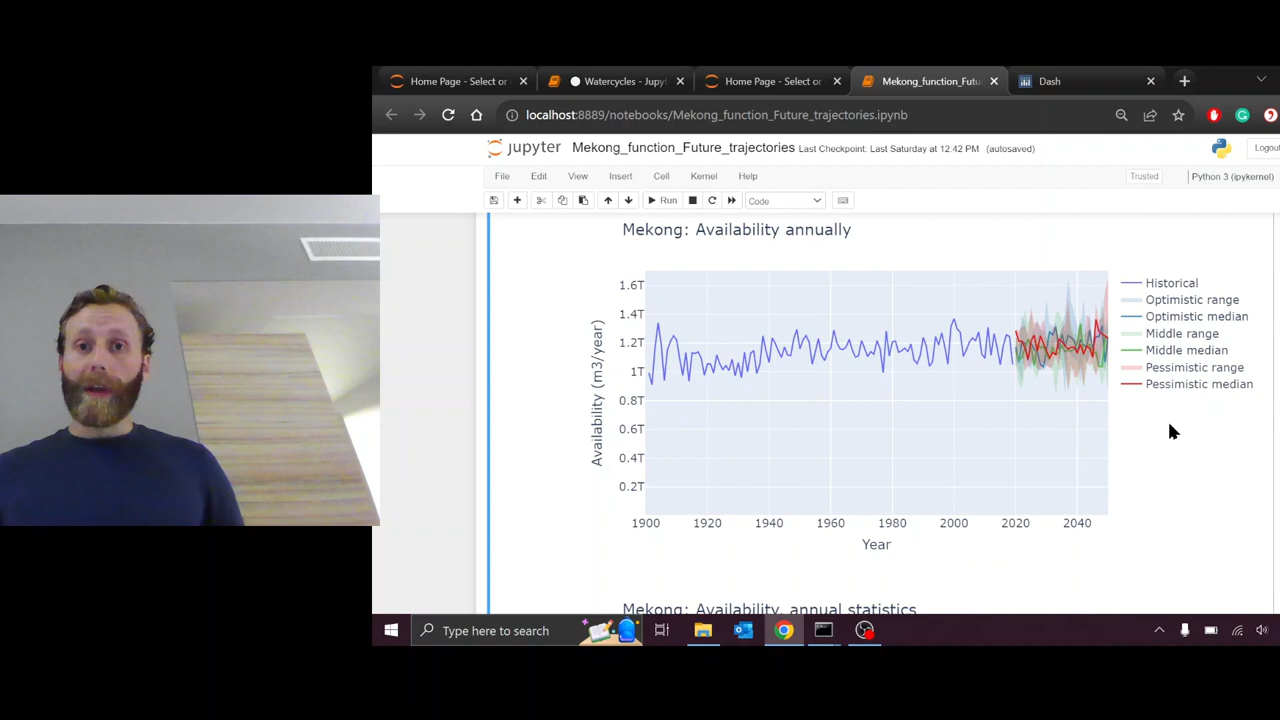 Home Page - Select or
Watercycles - Jupyt
Home Page - Select or
Mekong_function_Futu
Dash
localhost:8889/notebooks/Mekong_function_Future_trajectories.ipynb
jupyter Mekong_function_Future_trajectories Last Checkpoint: Last Saturday at 12:42 PM (autosaved)
Logout
File Edit View Insert Cell Kernel Help
Trusted
Python 3 (ipykernel)
Run
Code
Mekong: Availability annually
Availability (m3/year)
1.6T
1.4T
1.2T
1T
0.8T
0.6T
0.4T
0.2T
1900 1920 1940 1960 1980 2000 2020 2040
Year
Historical
Optimistic range
Optimistic median
Middle range
Middle median
Pessimistic range
Pessimistic median
Mekong: Availability, annual statistics
Type here to search